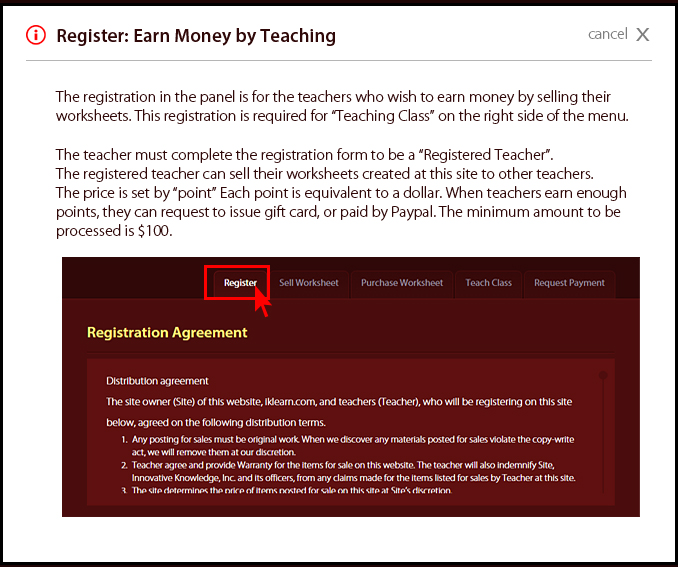 Register: Earn Money by Teaching
cancel X
The registration in the panel is for the teachers who wish to earn money by selling their
worksheets. This registration is required for “Teaching Class” on the right side of the menu.
The teacher must complete the registration form to be a “Registered Teacher”.
The registered teacher can sell their worksheets created at this site to other teachers.
The price is set by “point” Each point is equivalent to a dollar. When teachers earn enough
points, they can request to issue gift card, or paid by Paypal. The minimum amount to be
processed is $100.
Register Sell Worksheet Purchase Worksheet Teach Class Request Payment
Registration Agreement
Distribution agreement
The site owner (Site) of this website, iklearn.com, and teachers (Teacher), who will be registering on this site
below, agreed on the following distribution terms.
1. Any posting for sales must be original work. When we discover any materials posted for sales violate the copy-write
act, we will remove them at our discretion.
2. Teacher agree and provide Warranty for the items for sale on this website. The teacher will also indemnify Site,
Innovative Knowledge, Inc. and its officers, from any claims made for the items listed for sales by Teacher at this site.
3. The site determines the price of items posted for sale on this site at Site's discretion.